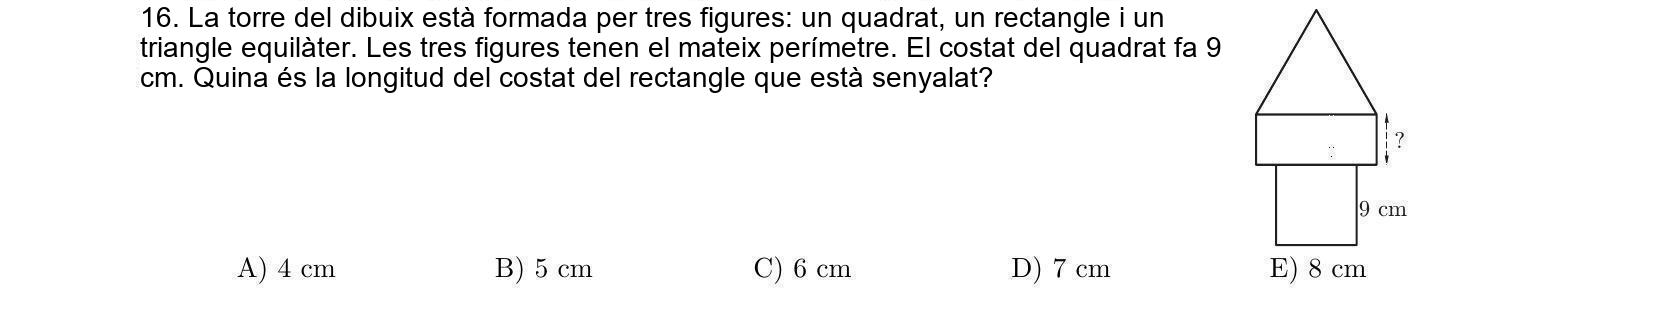 16. La torre del dibuix està formada per tres figures: un quadrat, un rectangle i un
triangle equilàter. Les tres figures tenen el mateix perímetre. El costat del quadrat fa 9
cm. Quina és la longitud del costat del rectangle que està senyalat?
?
9 cm
A) 4 cm B) 5 cm C) 6 cm D) 7 cm E) 8 cm